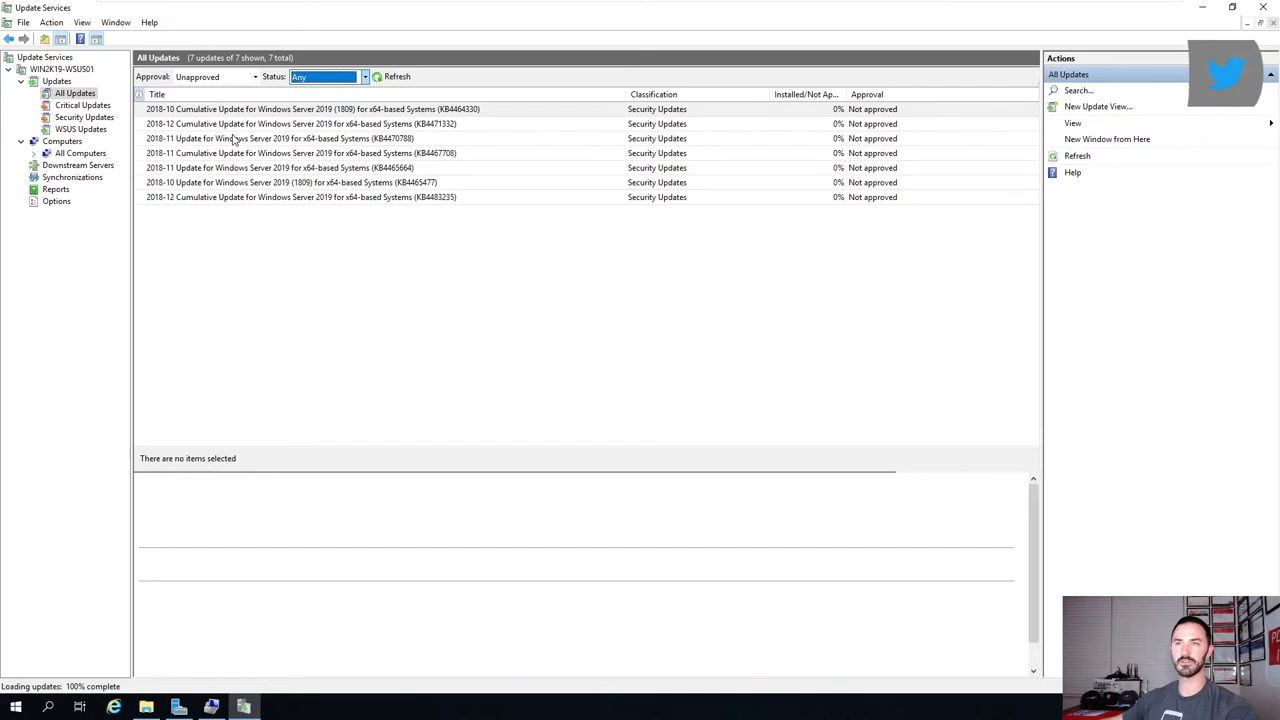 Update Services
File Action View Window Help
Update Services
WIN2K19-WSUS01
Updates
All Updates
Critical Updates
Security Updates
WSUS Updates
Computers
All Computers
Downstream Servers
Synchronizations
Reports
Options
All Updates (7 updates of 7 shown, 7 total)
Approval: Unapproved Status: Any Refresh
Title Classification Installed/Not Ap... Approval
2018-10 Cumulative Update for Windows Server 2019 (1809) for x64-based Systems (KB4464330) Security Updates 0% Not approved
2018-12 Cumulative Update for Windows Server 2019 for x64-based Systems (KB4471332) Security Updates 0% Not approved
2018-11 Update for Windows Server 2019 for x64-based Systems (KB4470788) Security Updates 0% Not approved
2018-11 Cumulative Update for Windows Server 2019 for x64-based Systems (KB4467708) Security Updates 0% Not approved
2018-11 Update for Windows Server 2019 for x64-based Systems (KB4465664) Security Updates 0% Not approved
2018-10 Update for Windows Server 2019 (1809) for x64-based Systems (KB4465477) Security Updates 0% Not approved
2018-12 Cumulative Update for Windows Server 2019 for x64-based Systems (KB4483235) Security Updates 0% Not approved
There are no items selected
Actions
All Updates
Search...
New Update View...
View
New Window from Here
Refresh
Help
Loading updates: 100% complete